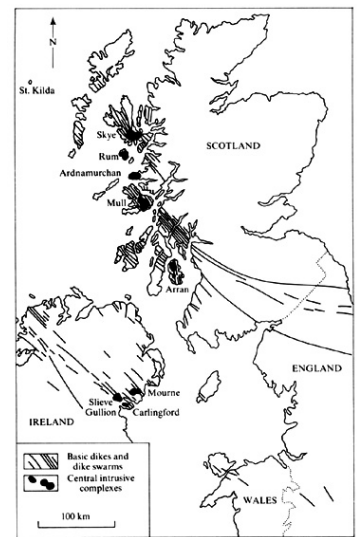 N
St. Kilda
Skye
SCOTLAND
Rum
Ardnamurchan
Mull
Arran
ENGLAND
Mourne
Slieve
Gullion
Carlingford
IRELAND
WALES
Basic dikes and
dike swarms
Central intrusive
complexes
100 km